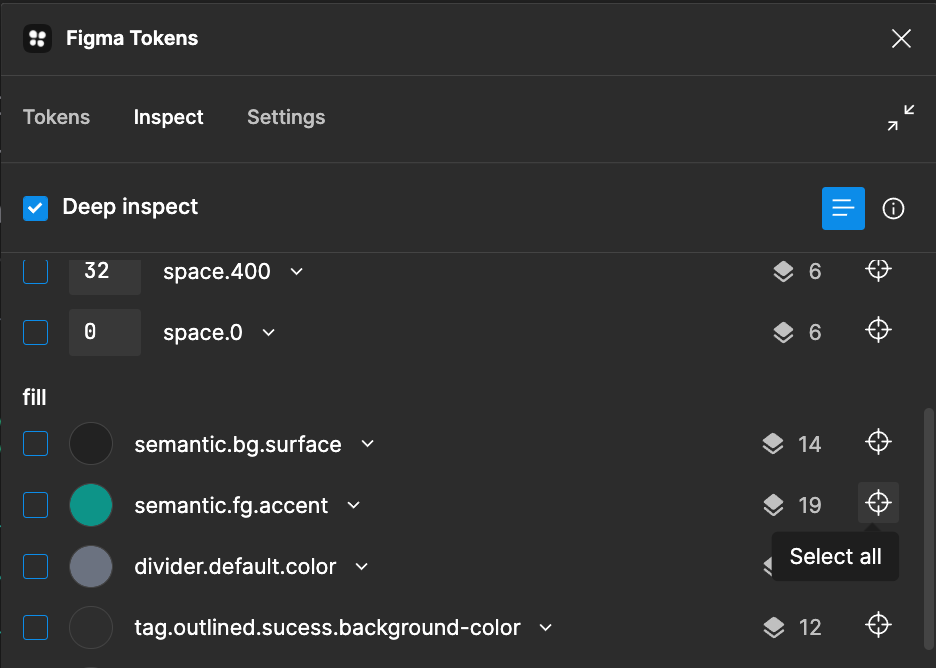 Figma Tokens
Tokens Inspect Settings
Deep inspect
32 space.400 6
0 space.0 6
fill
semantic.bg.surface 14
semantic.fg.accent 19
divider.default.color
Select all
tag.outlined.sucess.background-color 12